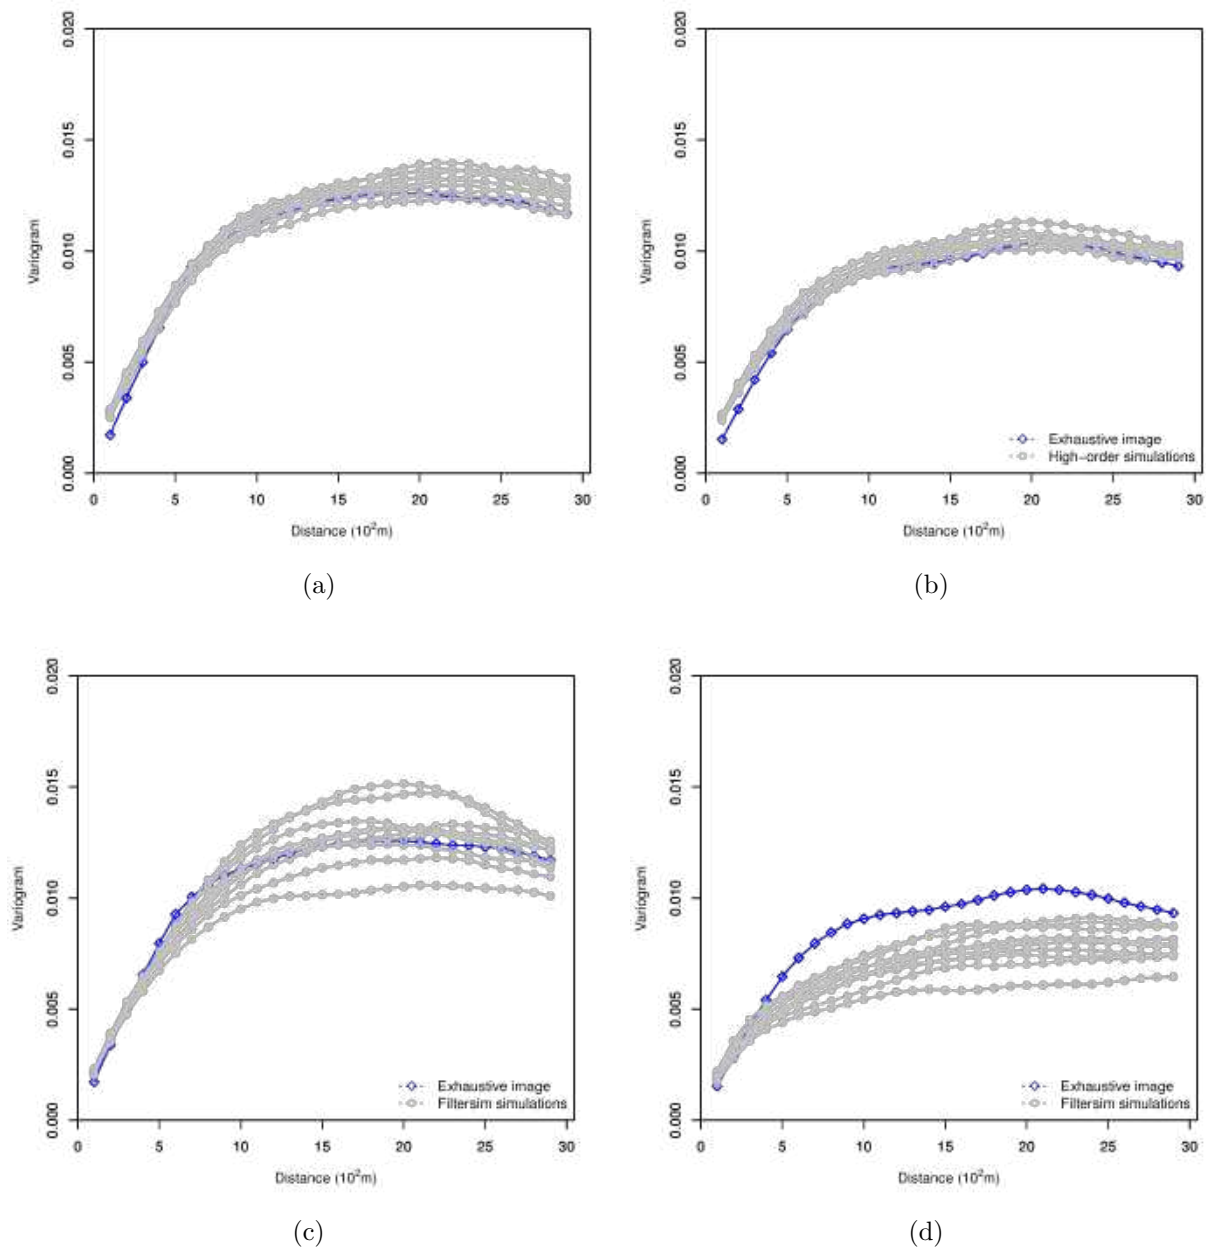 0.020
0.015
0.010
0.005
0.000
Variogram
0 5 10 15 20 25 30
Distance (10²m)
(a)
0.020
0.015
0.010
0.005
0.000
Variogram
Exhaustive image
High-order simulations
0 5 10 15 20 25 30
Distance (10²m)
(b)
0.020
0.015
0.010
0.005
0.000
Variogram
Exhaustive image
Filtersim simulations
0 5 10 15 20 25 30
Distance (10²m)
(c)
0.020
0.015
0.010
0.005
0.000
Variogram
Exhaustive image
Filtersim simulations
0 5 10 15 20 25 30
Distance (10²m)
(d)